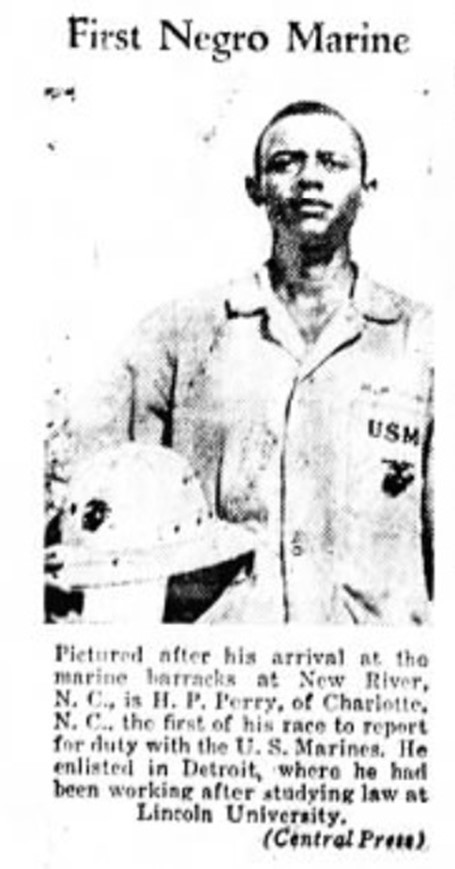 First Negro Marine
USM
Pictured after his arrival at the
marine barracks at New River,
N. C., is H. P. Perry, of Charlotte,
N. C., the first of his race to report
for duty with the U. S. Marines. He
enlisted in Detroit, where he had
been working after studying law at
Lincoln University.
(Central Press)